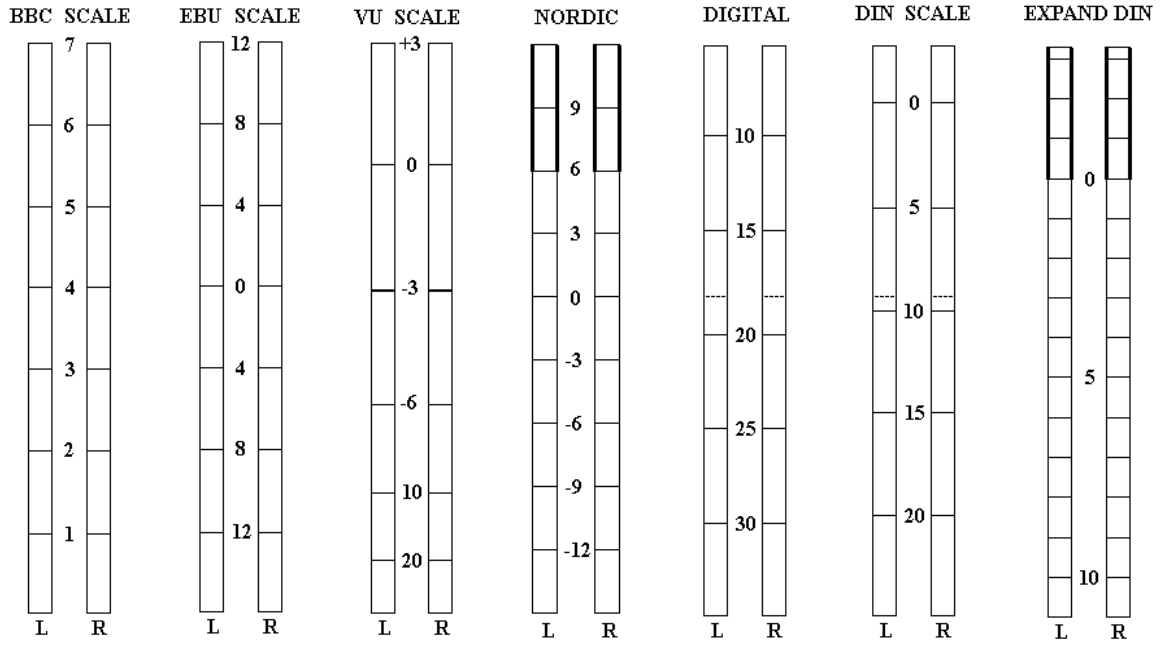 BBC SCALE
7
6
5
4
3
2
1
L R
EBU SCALE
12
8
4
0
4
8
12
L R
VU SCALE
+3
0
-3
-6
10
20
L R
NORDIC
9
6
3
0
-3
-6
-9
-12
L R
DIGITAL
10
15
20
25
30
L R
DIN SCALE
0
5
10
15
20
L R
EXPAND DIN
0
5
10
L R